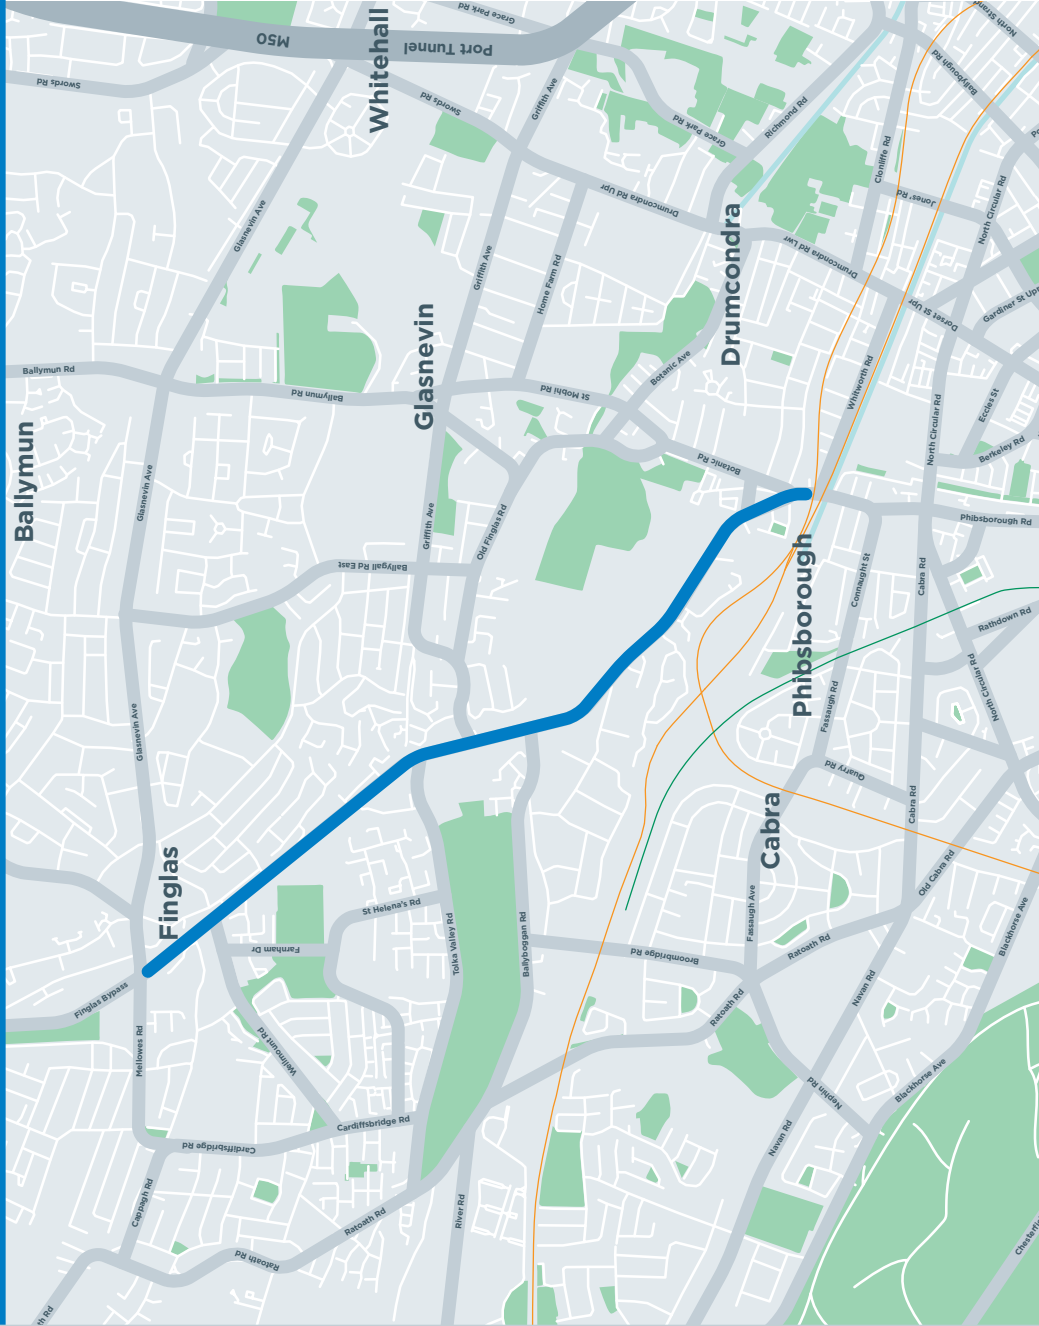 North Strand
Grace Park Rd
Whitehall
M50
Port Tunnel
Swords Rd
Swords Rd
Griffith Ave
Ballybough Rd
Richmond Rd
Grace Park Rd
Clonliffe Rd
Jones' Rd
North Circular Rd
Drumcondra Rd Upr
Glasnevin Ave
Griffith Ave
Home Farm Rd
Drumcondra
Drumcondra Rd Lwr
Dorset St Upr
Gardiner St Upr
Glasnevin
Ballymun Rd
Ballymun Rd
St Mobhi Rd
Botanic Ave
Whitworth Rd
Eccles St
North Circular Rd
Berkeley Rd
Ballymun
Glasnevin Ave
Griffith Ave
Old Finglas Rd
Botanic Rd
Phibsborough Rd
Ballygall Rd East
Phibsborough
Connaught St
Cabra Rd
Rathdown Rd
North Circular Rd
Fassaugh Rd
Glasnevin Ave
Quarry Rd
Cabra Rd
Cabra
Old Cabra Rd
Finglas
St Helena's Rd
Farnham Dr
Tolka Valley Rd
Ballyboggan Rd
Broombridge Rd
Fassaugh Ave
Ratoath Rd
Blackhorse Ave
Finglas Bypass
Ratoath Rd
Navan Rd
Mellowes Rd
Wellmount Rd
Nephin Rd
Blackhorse Ave
Cardiffsbridge Rd
Cardiffsbridge Rd
Navan Rd
Cappagh Rd
Ratoath Rd
River Rd
Ratoath Rd